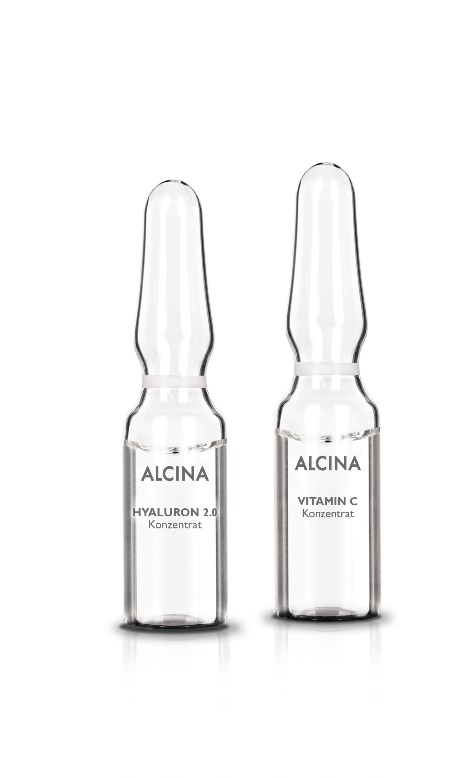 ALCINA
HYALURON 2.0
Konzentrat
ALCINA
VITAMIN C
Konzentrat